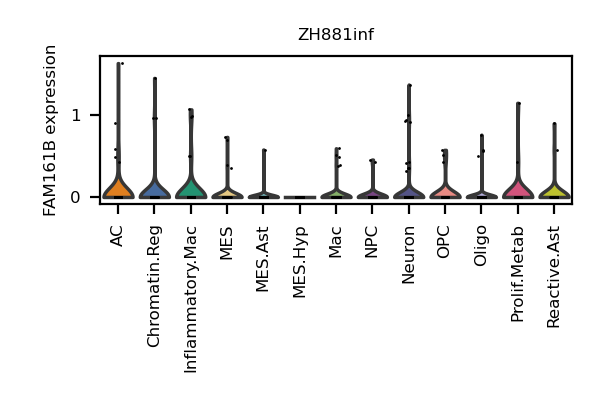 ZH881inf
FAM161B expression
1
0
AC
Chromatin.Reg
Inflammatory.Mac
MES
MES.Ast
MES.Hyp
Mac
NPC
Neuron
OPC
Oligo
Prolif.Metab
Reactive.Ast